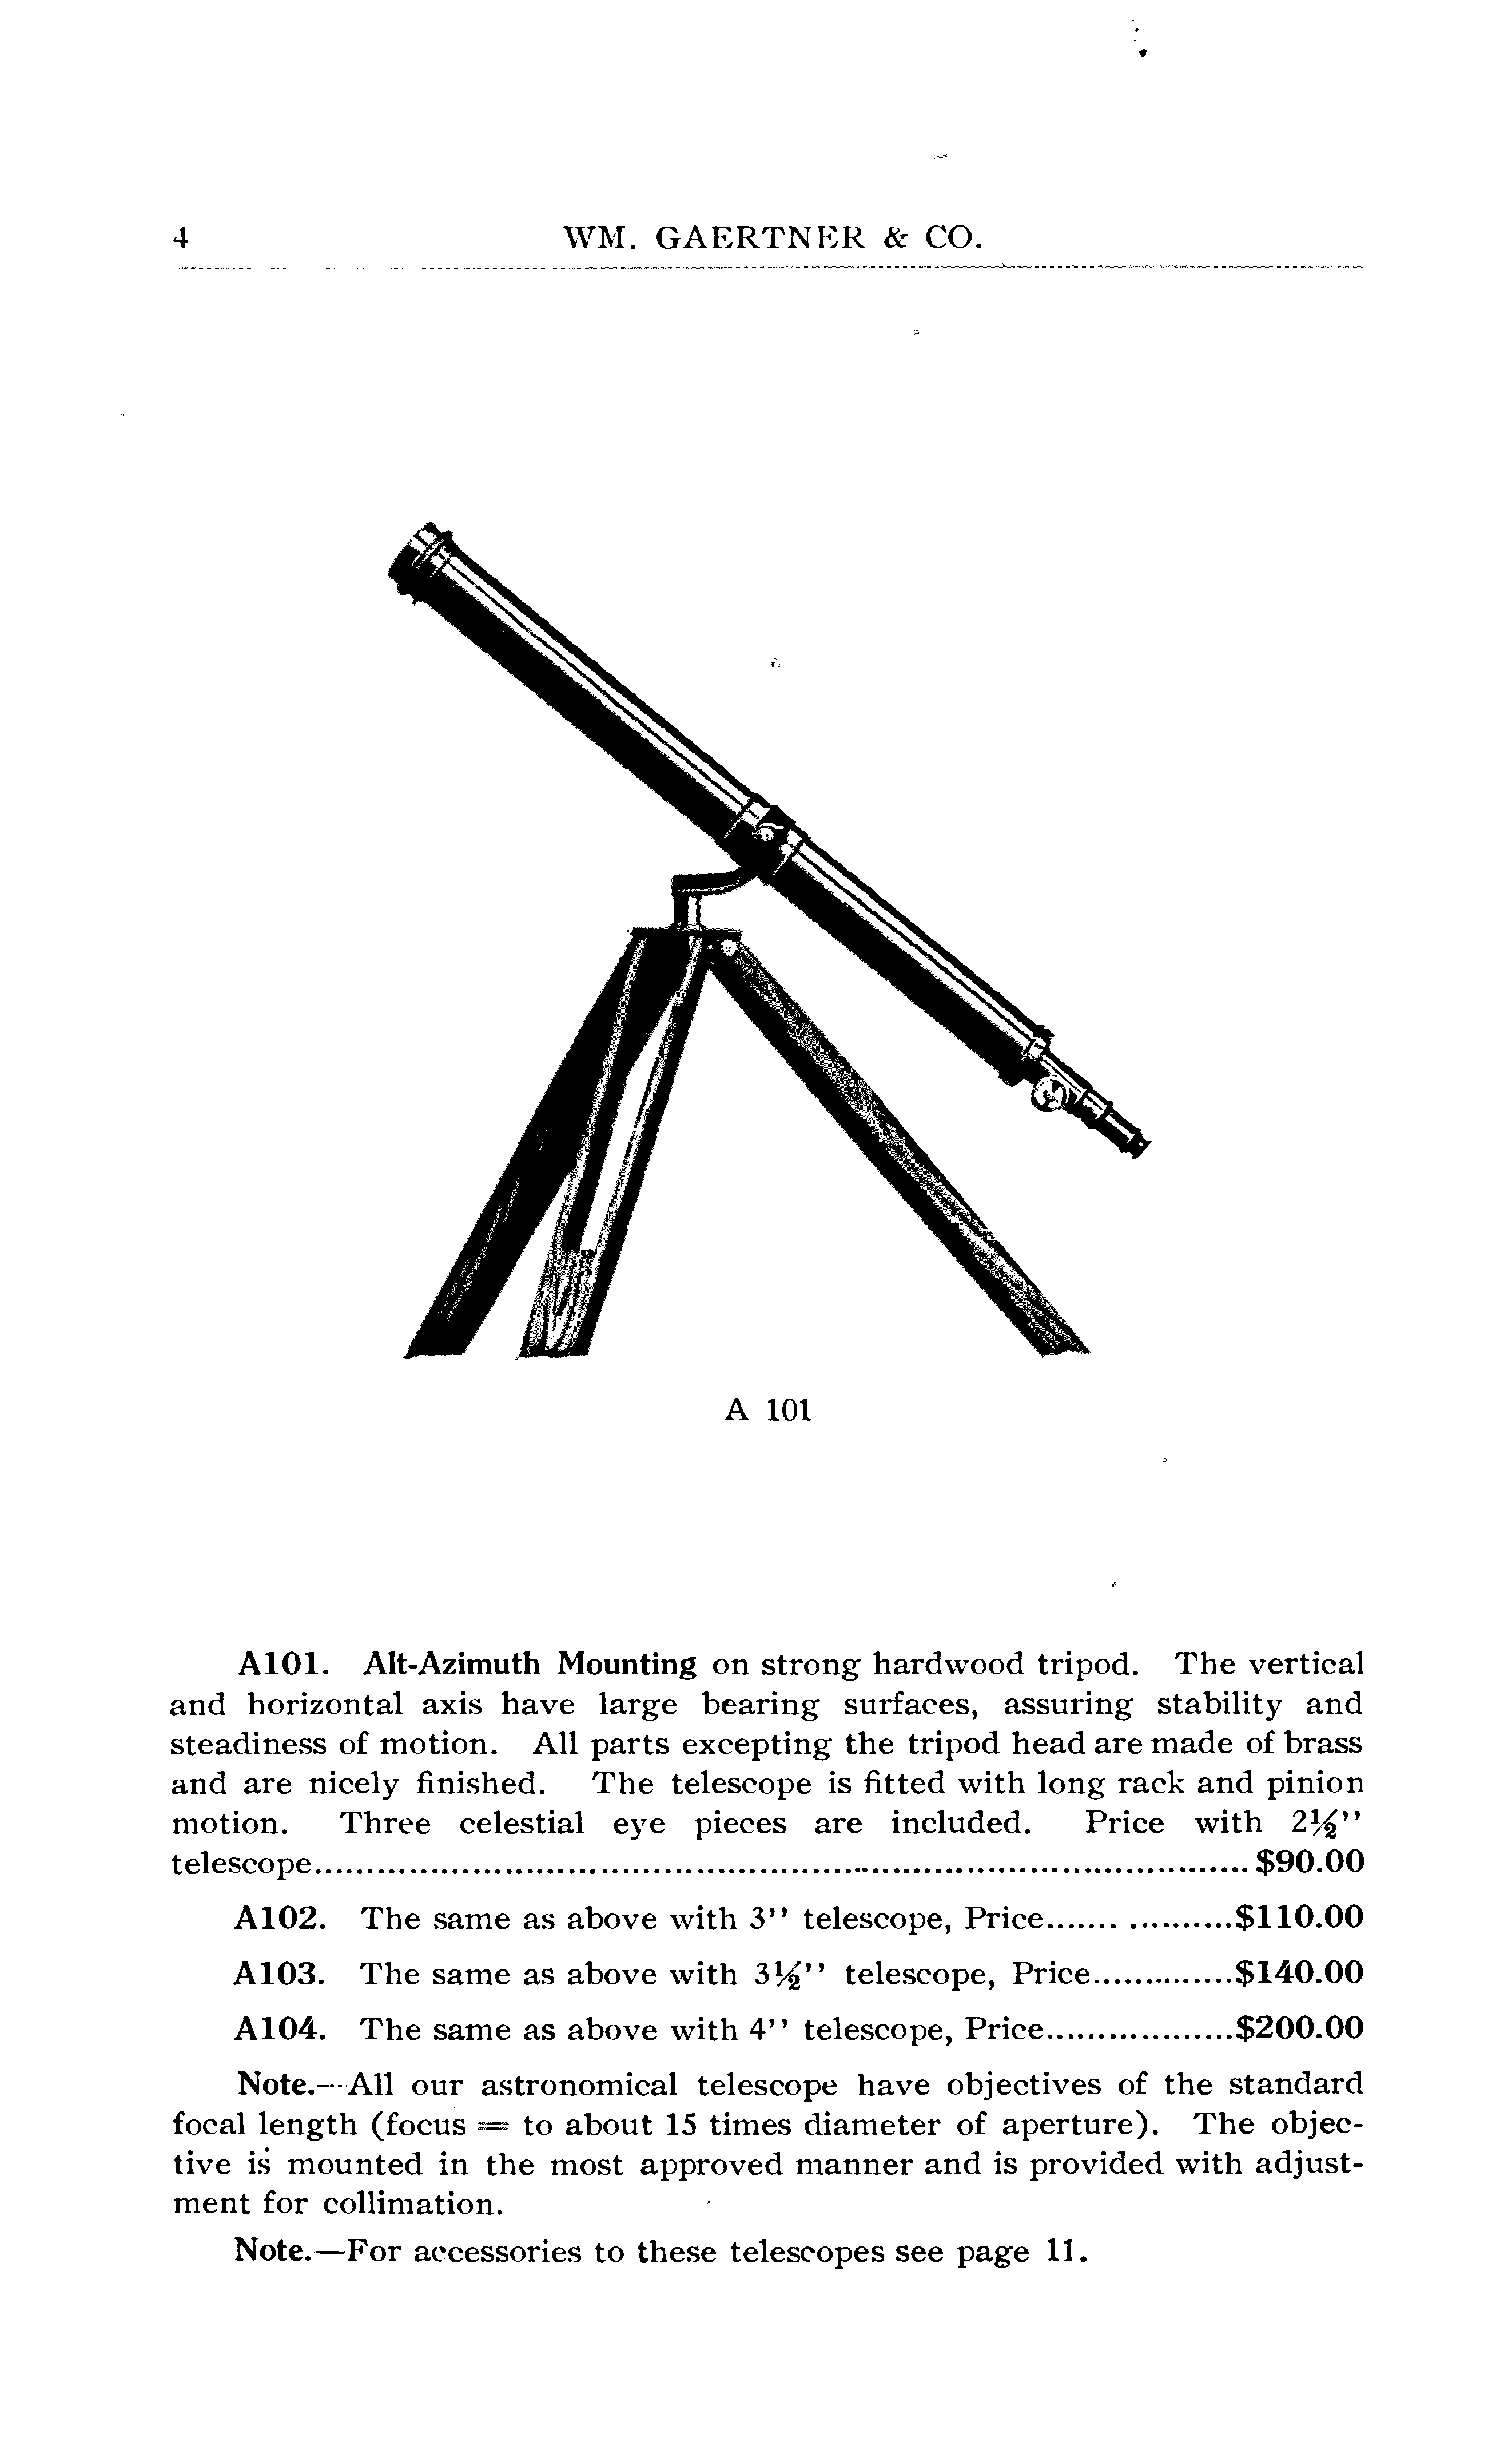 4 WM. GAERTNER & CO.
A 101
A101. Alt-Azimuth Mounting on strong hardwood tripod. The vertical
and horizontal axis have large bearing surfaces, assuring stability and
steadiness of motion. All parts excepting the tripod head are made of brass
and are nicely finished. The telescope is fitted with long rack and pinion
motion. Three celestial eye pieces are included. Price with 2½''
telescope.......................................................................................$90.00
A102. The same as above with 3'' telescope, Price..................$110.00
A103. The same as above with 3½'' telescope, Price..............$140.00
A104. The same as above with 4'' telescope, Price..................$200.00
Note.—All our astronomical telescope have objectives of the standard
focal length (focus = to about 15 times diameter of aperture). The objec-
tive is mounted in the most approved manner and is provided with adjust-
ment for collimation.
Note.—For accessories to these telescopes see page 11.